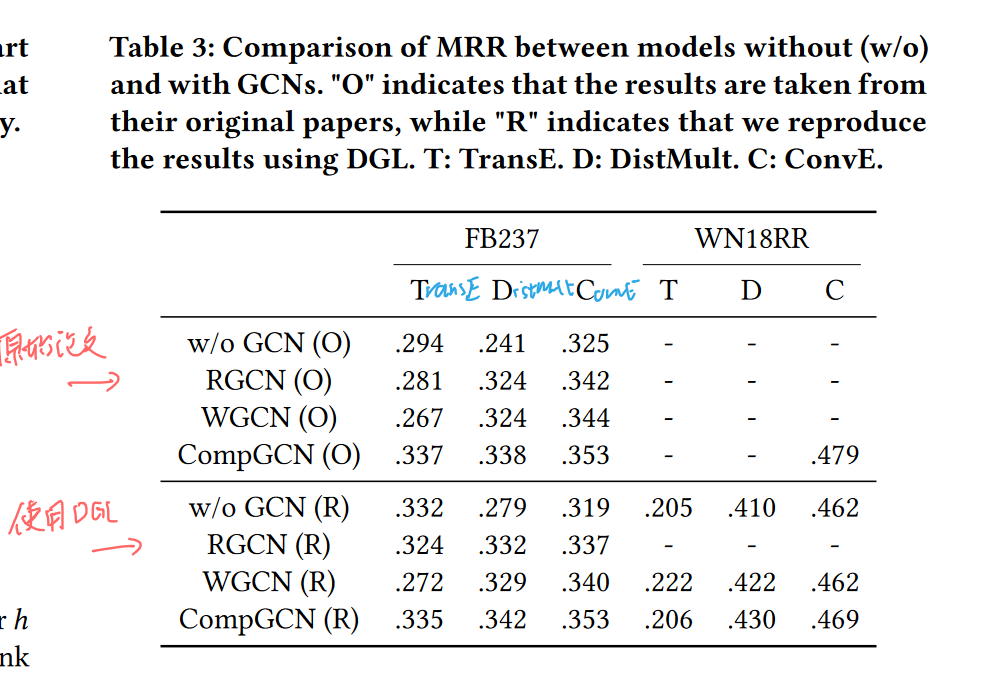 art
hat
y.
Table 3: Comparison of MRR between models without (w/o)
and with GCNs. "O" indicates that the results are taken from
their original papers, while "R" indicates that we reproduce
the results using DGL. T: TransE. D: DistMult. C: ConvE.
FB237 WN18RR
TransE DistMult ConvE T D C
原始论文
w/o GCN (O) .294 .241 .325 - - -
RGCN (O) .281 .324 .342 - - -
WGCN (O) .267 .324 .344 - - -
CompGCN (O) .337 .338 .353 - - .479
使用DGL
w/o GCN (R) .332 .279 .319 .205 .410 .462
RGCN (R) .324 .332 .337 - - -
WGCN (R) .272 .329 .340 .222 .422 .462
CompGCN (R) .335 .342 .353 .206 .430 .469
r h
nk